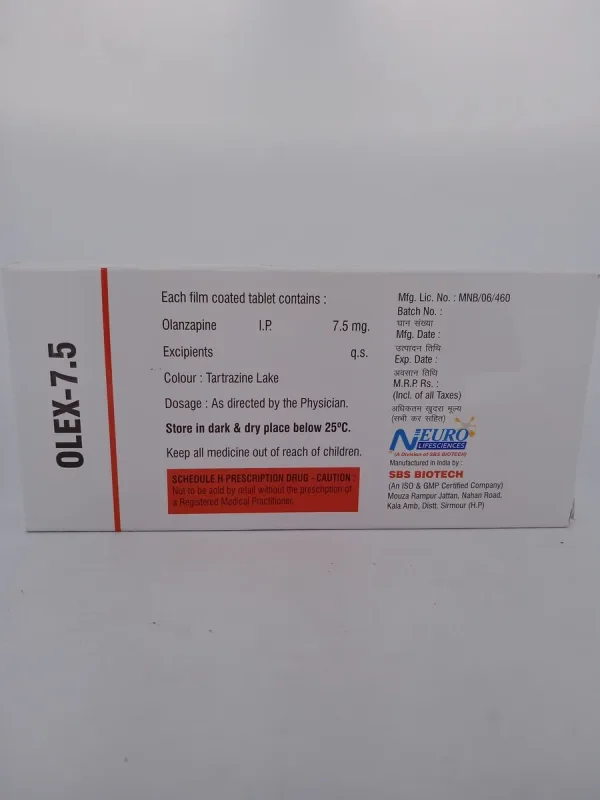 OLEX-7.5
Each film coated tablet contains :
Olanzapine I.P. 7.5 mg.
Excipients q.s.
Colour : Tartrazine Lake
Dosage : As directed by the Physician.
Store in dark & dry place below 25ºC.
Keep all medicine out of reach of children.
SCHEDULE H PRESCRIPTION DRUG - CAUTION :
Not to be sold by retail without the prescription of
a Registered Medical Practitioner.
Mfg. Lic. No. : MNB/06/460
Batch No. :
घान संख्या
Mfg. Date :
उत्पादन तिथि
Exp. Date :
अवसान तिथि
M.R.P. Rs. :
(Incl. of all Taxes)
अधिकतम खुदरा मूल्य
(सभी कर सहित)
NEURO
LIFESCIENCES
(A Division of SBS BIOTECH)
Manufactured in India by :
SBS BIOTECH
(An ISO & GMP Certified Company)
Mouza Rampur Jattan, Nahan Road,
Kala Amb, Distt. Sirmour (H.P)